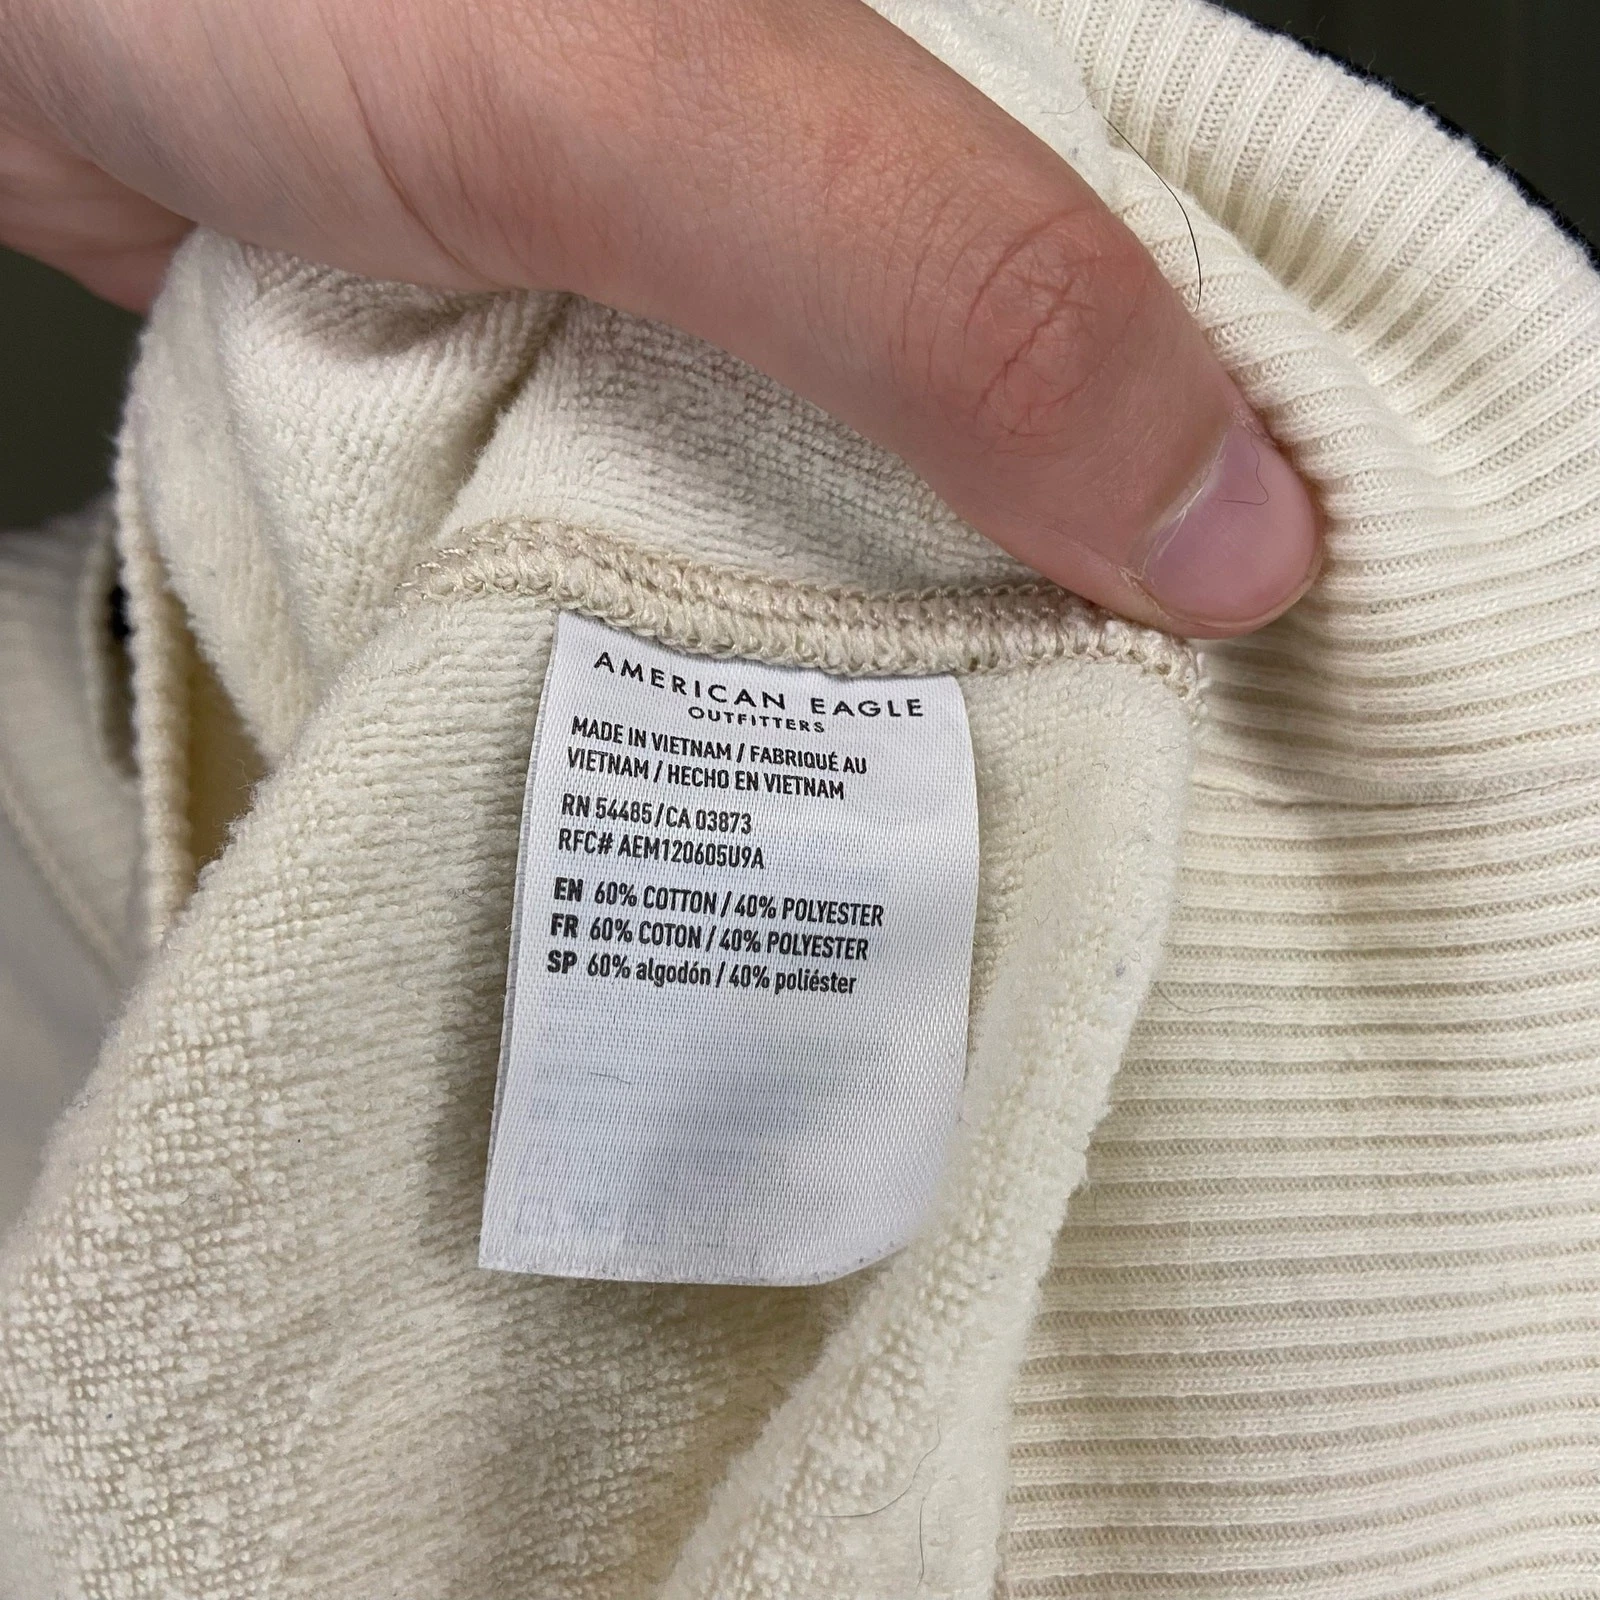 AMERICAN EAGLE
OUTFITTERS
MADE IN VIETNAM / FABRIQUÉ AU
VIETNAM / HECHO EN VIETNAM
RN 54485/CA 03873
RFC# AEM120605U9A
EN 60% COTTON / 40% POLYESTER
FR 60% COTON / 40% POLYESTER
SP 60% algodón / 40% poliéster